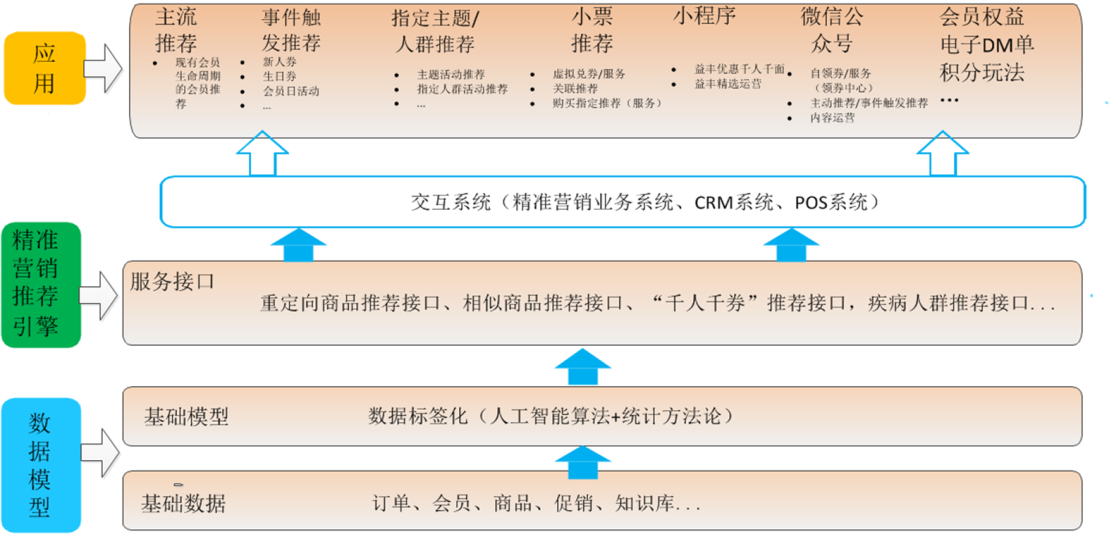 应
用
主流
推荐
现有会员
生命周期
的会员推
荐
事件触
发推荐
新人券
生日券
会员日活动
...
指定主题/
人群推荐
主题活动推荐
指定人群活动推荐
...
小票
推荐
虚拟兑券/服务
关联推荐
购买指定推荐（服务）
小程序
益丰优惠千人千面
益丰精选运营
微信公
众号
自领券/服务
（领券中心）
主动推荐/事件触发推荐
内容运营
会员权益
电子DM单
积分玩法
...
交互系统（精准营销业务系统、CRM系统、POS系统）
精准
营销
推荐
引擎
服务接口
重定向商品推荐接口、相似商品推荐接口、“千人千券”推荐接口，疾病人群推荐接口...
数
据
模
型
基础模型
数据标签化（人工智能算法+统计方法论）
基础数据
订单、会员、商品、促销、知识库...